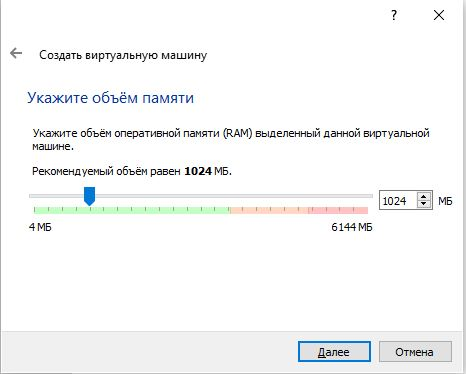 ?
Создать виртуальную машину
Укажите объём памяти
Укажите объём оперативной памяти (RAM) выделенный данной виртуальной
машине.
Рекомендуемый объём равен 1024 МБ.
1024 МБ
4 МБ 6144 МБ
Далее Отмена